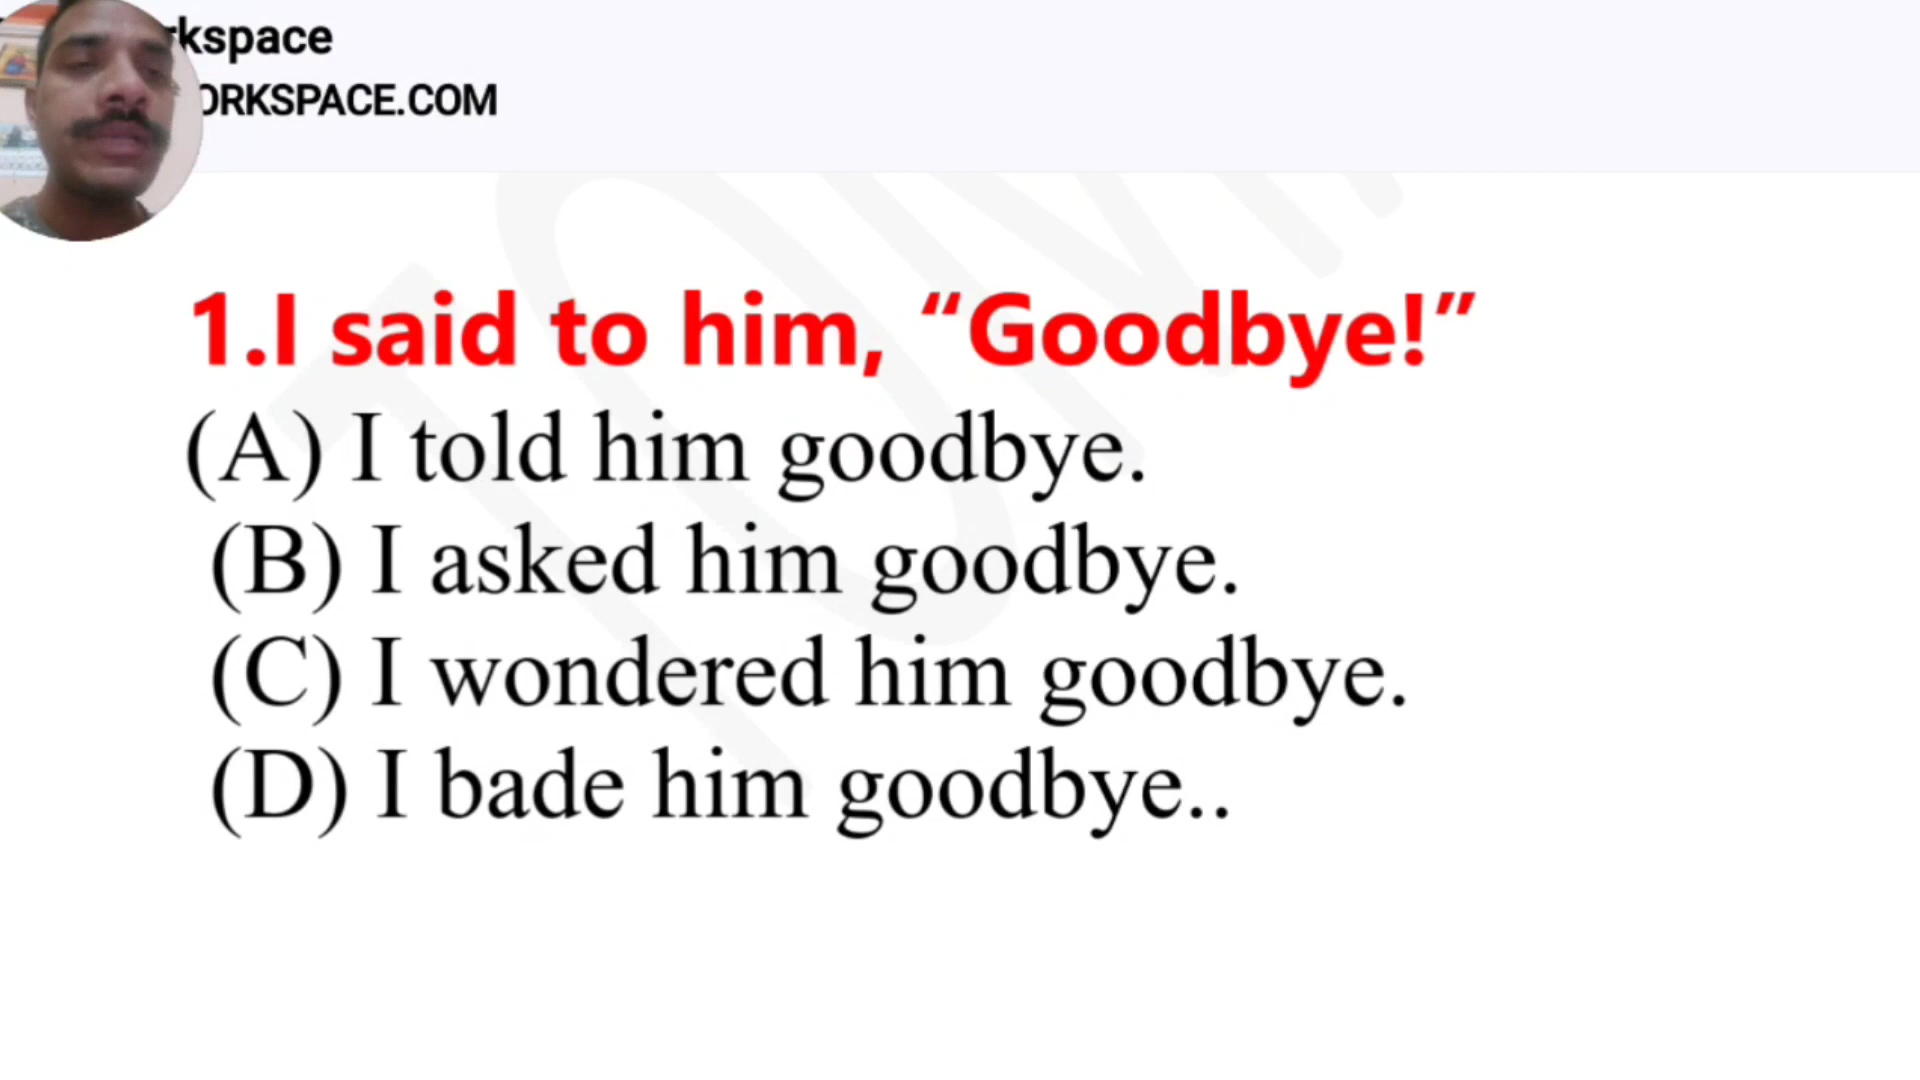 kspace
ORKSPACE.COM
1.I said to him, “Goodbye!”
(A) I told him goodbye.
(B) I asked him goodbye.
(C) I wondered him goodbye.
(D) I bade him goodbye..